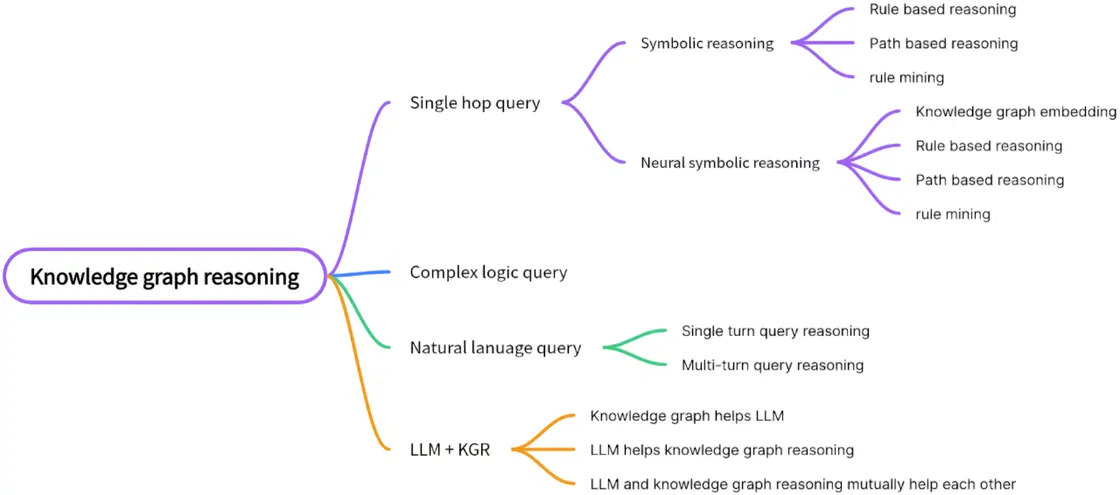 Knowledge graph reasoning
Single hop query
Symbolic reasoning
Rule based reasoning
Path based reasoning
rule mining
Neural symbolic reasoning
Knowledge graph embedding
Rule based reasoning
Path based reasoning
rule mining
Complex logic query
Natural lanuage query
Single turn query reasoning
Multi-turn query reasoning
LLM + KGR
Knowledge graph helps LLM
LLM helps knowledge graph reasoning
LLM and knowledge graph reasoning mutually help each other